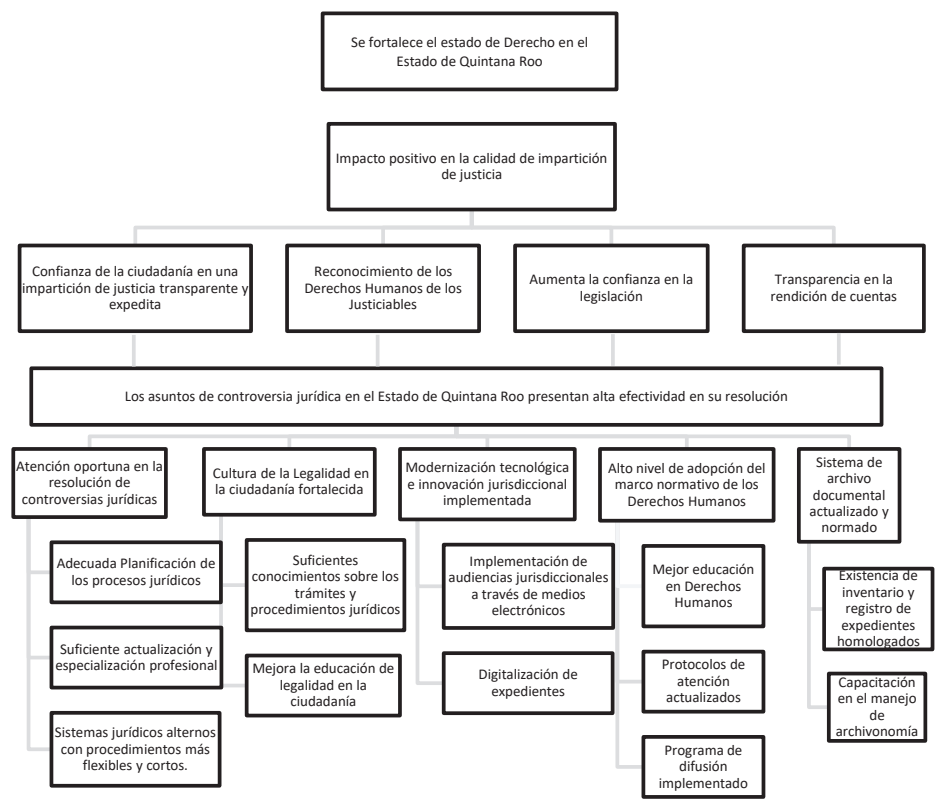 Se fortalece el estado de Derecho en el
Estado de Quintana Roo
Impacto positivo en la calidad de impartición
de justicia
Confianza de la ciudadanía en una
impartición de justicia transparente y
expedita
Reconocimiento de los
Derechos Humanos de los
Justiciables
Aumenta la confianza en la
legislación
Transparencia en la
rendición de cuentas
Los asuntos de controversia jurídica en el Estado de Quintana Roo presentan alta efectividad en su resolución
Atención oportuna en la
resolución de
controversias jurídicas
Adecuada Planificación de
los procesos jurídicos
Suficiente actualización y
especialización profesional
Sistemas jurídicos alternos
con procedimientos más
flexibles y cortos.
Cultura de la Legalidad en
la ciudadanía fortalecida
Suficientes
conocimientos sobre los
trámites y
procedimientos jurídicos
Mejora la educación de
legalidad en la
ciudadanía
Modernización tecnológica
e innovación jurisdiccional
implementada
Implementación de
audiencias jurisdiccionales
a través de medios
electrónicos
Digitalización de
expedientes
Alto nivel de adopción del
marco normativo de los
Derechos Humanos
Mejor educación
en Derechos
Humanos
Protocolos de
atención
actualizados
Programa de
difusión
implementado
Sistema de
archivo
documental
actualizado y
normado
Existencia de
inventario y
registro de
expedientes
homologados
Capacitación
en el manejo
de
archivonomía